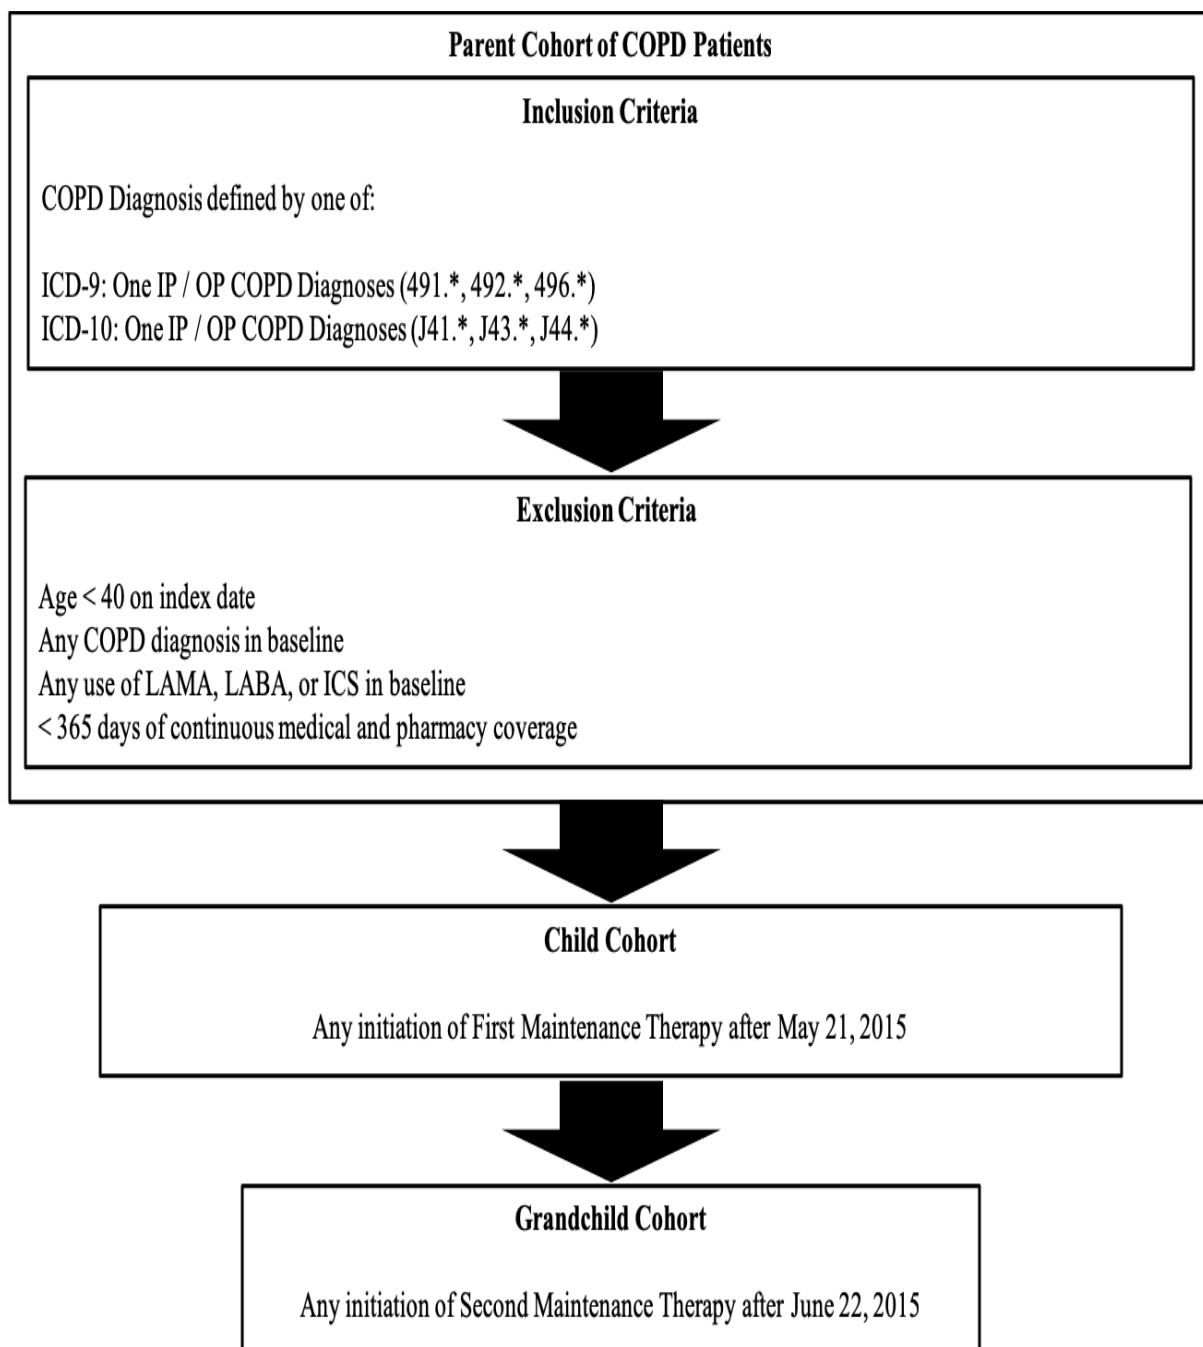 Parent Cohort of COPD Patients
Inclusion Criteria
COPD Diagnosis defined by one of:
ICD-9: One IP / OP COPD Diagnoses (491.*, 492.*, 496.*)
ICD-10: One IP / OP COPD Diagnoses (J41.*, J43.*, J44.*)
Exclusion Criteria
Age < 40 on index date
Any COPD diagnosis in baseline
Any use of LAMA, LABA, or ICS in baseline
< 365 days of continuous medical and pharmacy coverage
Child Cohort
Any initiation of First Maintenance Therapy after May 21, 2015
Grandchild Cohort
Any initiation of Second Maintenance Therapy after June 22, 2015